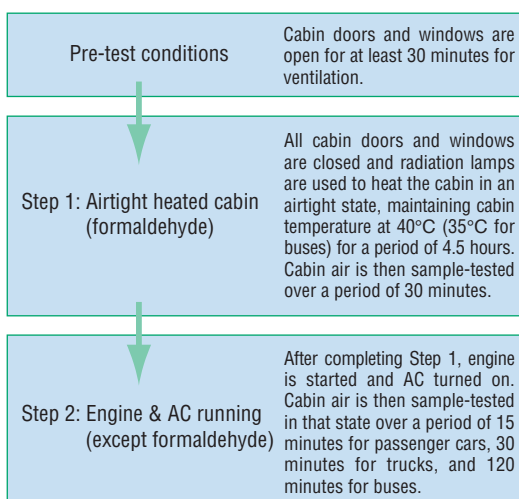 Pre-test conditions
Cabin doors and windows are
open for at least 30 minutes for
ventilation.
Step 1: Airtight heated cabin
(formaldehyde)
All cabin doors and windows
are closed and radiation lamps
are used to heat the cabin in an
airtight state, maintaining cabin
temperature at 40°C (35°C for
buses) for a period of 4.5 hours.
Cabin air is then sample-tested
over a period of 30 minutes.
Step 2: Engine & AC running
(except formaldehyde)
After completing Step 1, engine
is started and AC turned on.
Cabin air is then sample-tested
in that state over a period of 15
minutes for passenger cars, 30
minutes for trucks, and 120
minutes for buses.